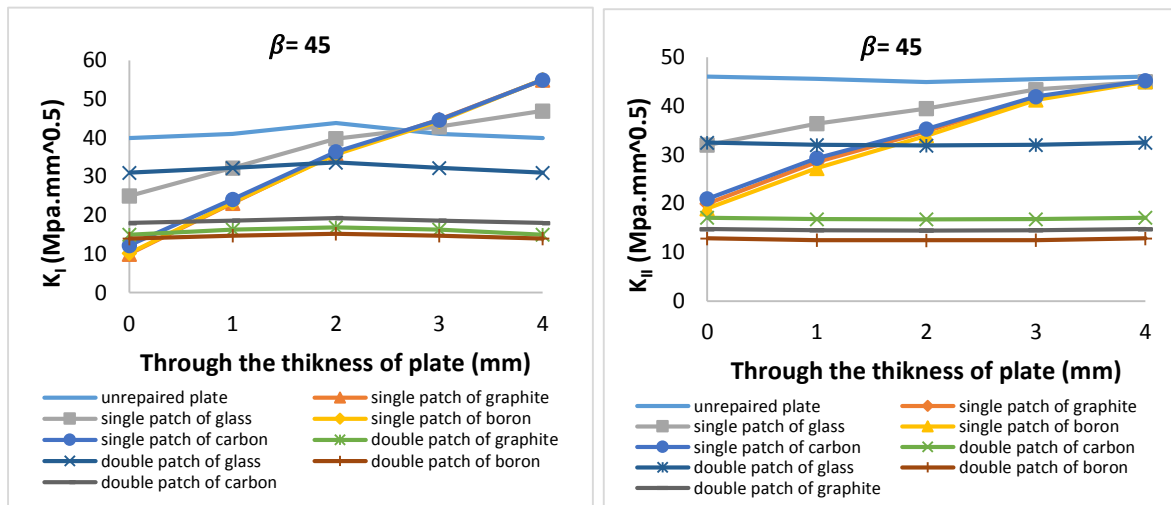 β= 45
60
50
40
30
20
10
0
K_I (Mpa.mm^0.5)
0 1 2 3 4
Through the thikness of plate (mm)
unrepaired plate
single patch of graphite
single patch of glass
single patch of boron
single patch of carbon
double patch of graphite
double patch of glass
double patch of boron
double patch of carbon
β= 45
50
40
30
20
10
0
K_II (Mpa.mm^0.5)
0 1 2 3 4
Through the thikness of plate (mm)
unrepaired plate
single patch of graphite
single patch of glass
single patch of boron
single patch of carbon
double patch of carbon
double patch of glass
double patch of boron
double patch of graphite